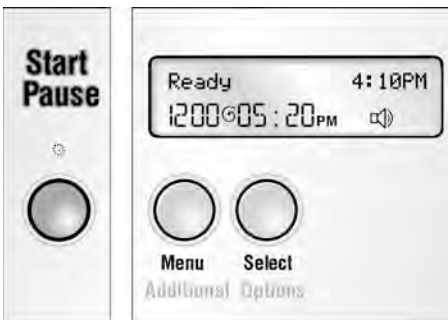 Start
Pause
Ready 4:10PM
1200 05:20PM
Menu Select
Additional Options